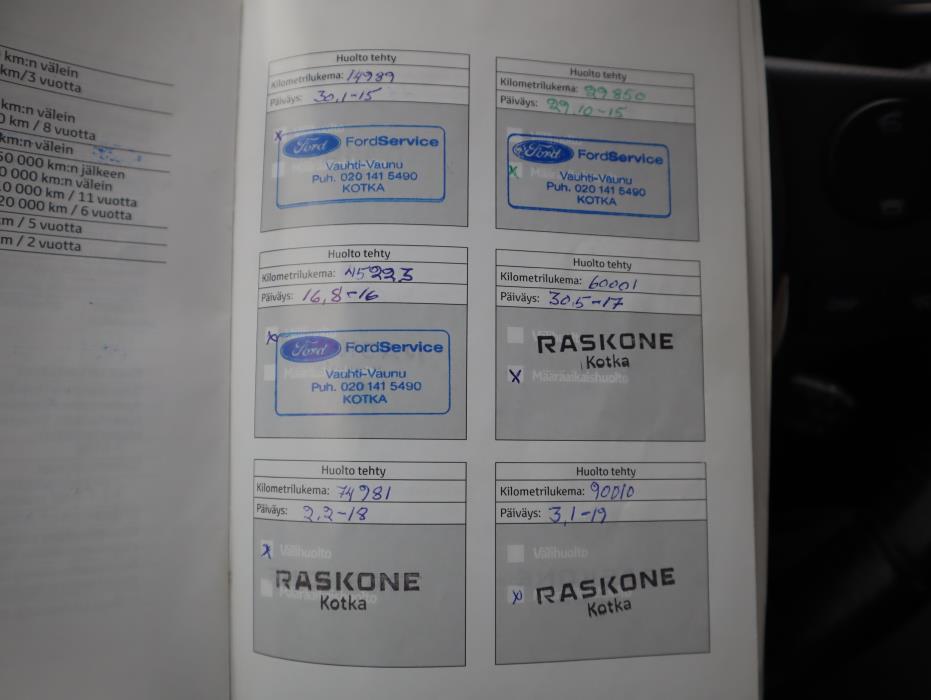 km:n välein
km/3 vuotta
km:n välein
0 km / 8 vuotta
km:n välein
50 000 km:n jälkeen
0 000 km:n välein
10 000 km / 11 vuotta
20 000 km / 6 vuotta
m / 5 vuotta
m / 2 vuotta
Huolto tehty
Kilometrilukema: 14989
Päiväys: 30,1-15
Ford FordService
Vauhti-Vaunu
Puh. 020 141 5490
KOTKA
Huolto tehty
Kilometrilukema: 29850
Päiväys: 29,10-15
Ford FordService
Vauhti-Vaunu
Puh. 020 141 5490
KOTKA
Huolto tehty
Kilometrilukema: 45223
Päiväys: 16,8-16
Ford FordService
Vauhti-Vaunu
Puh. 020 141 5490
KOTKA
Huolto tehty
Kilometrilukema: 60001
Päiväys: 30,5-17
RASKONE
Kotka
X Määräaikaishuolto
Huolto tehty
Kilometrilukema: 74981
Päiväys: 2,2-18
X Välihuolto
RASKONE
Kotka
Huolto tehty
Kilometrilukema: 90010
Päiväys: 3,1-19
Välihuolto
X RASKONE
Kotka